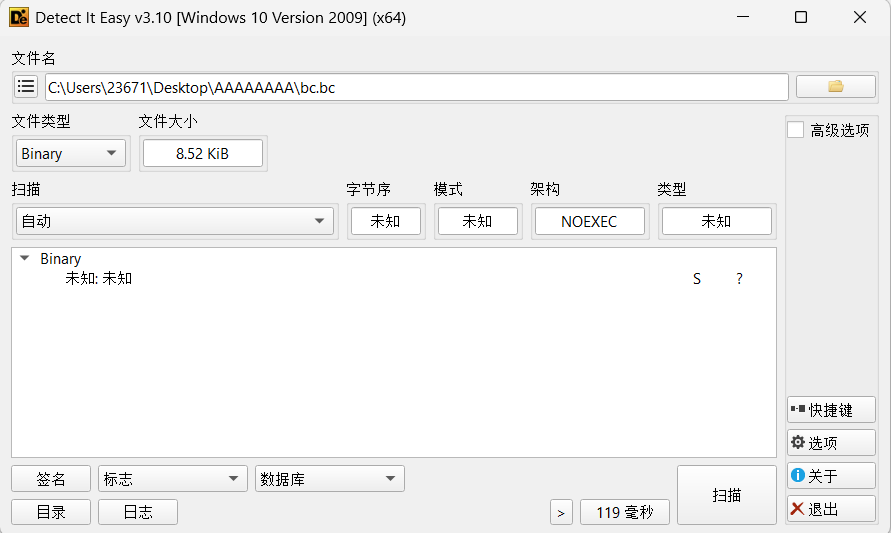 Detect It Easy v3.10 [Windows 10 Version 2009] (x64)
文件名
C:\Users\23671\Desktop\AAAAAAAA\bc.bc
文件类型 文件大小
高级选项
Binary 8.52 KiB
扫描 字节序 模式 架构 类型
自动 未知 未知 NOEXEC 未知
Binary
未知: 未知 S ?
快捷键
选项
关于
退出
签名 标志 数据库 扫描
目录 日志 > 119 毫秒